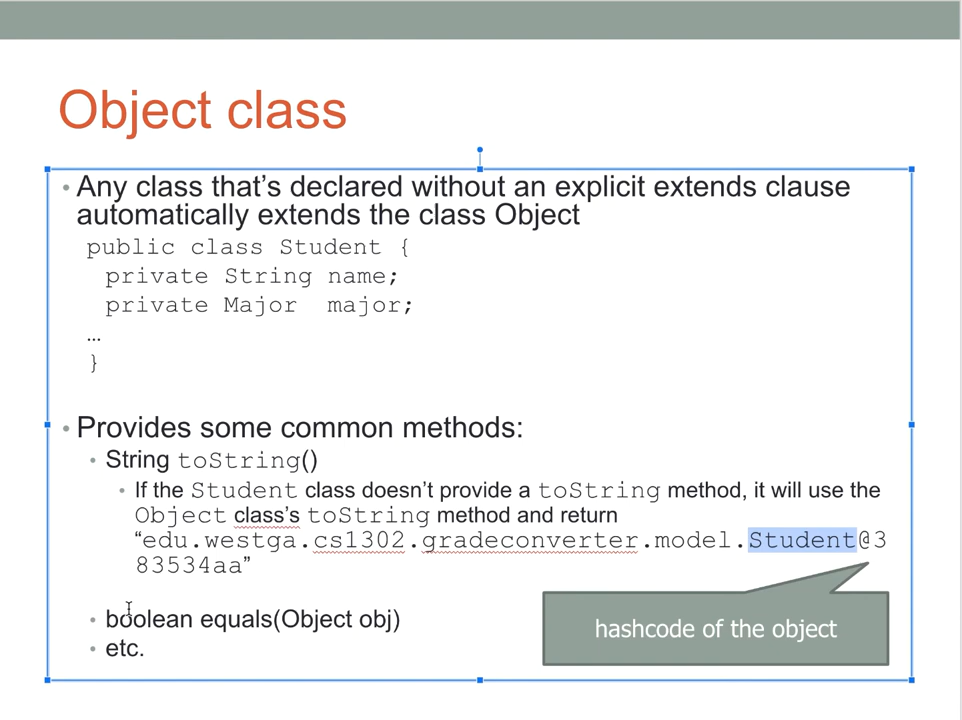 Object class
• Any class that’s declared without an explicit extends clause
automatically extends the class Object
public class Student {
private String name;
private Major major;
…
}
• Provides some common methods:
• String toString()
• If the Student class doesn’t provide a toString method, it will use the
Object class’s toString method and return
“edu.westga.cs1302.gradeconverter.model.Student@3
83534aa”
• boolean equals(Object obj)
hashcode of the object
• etc.